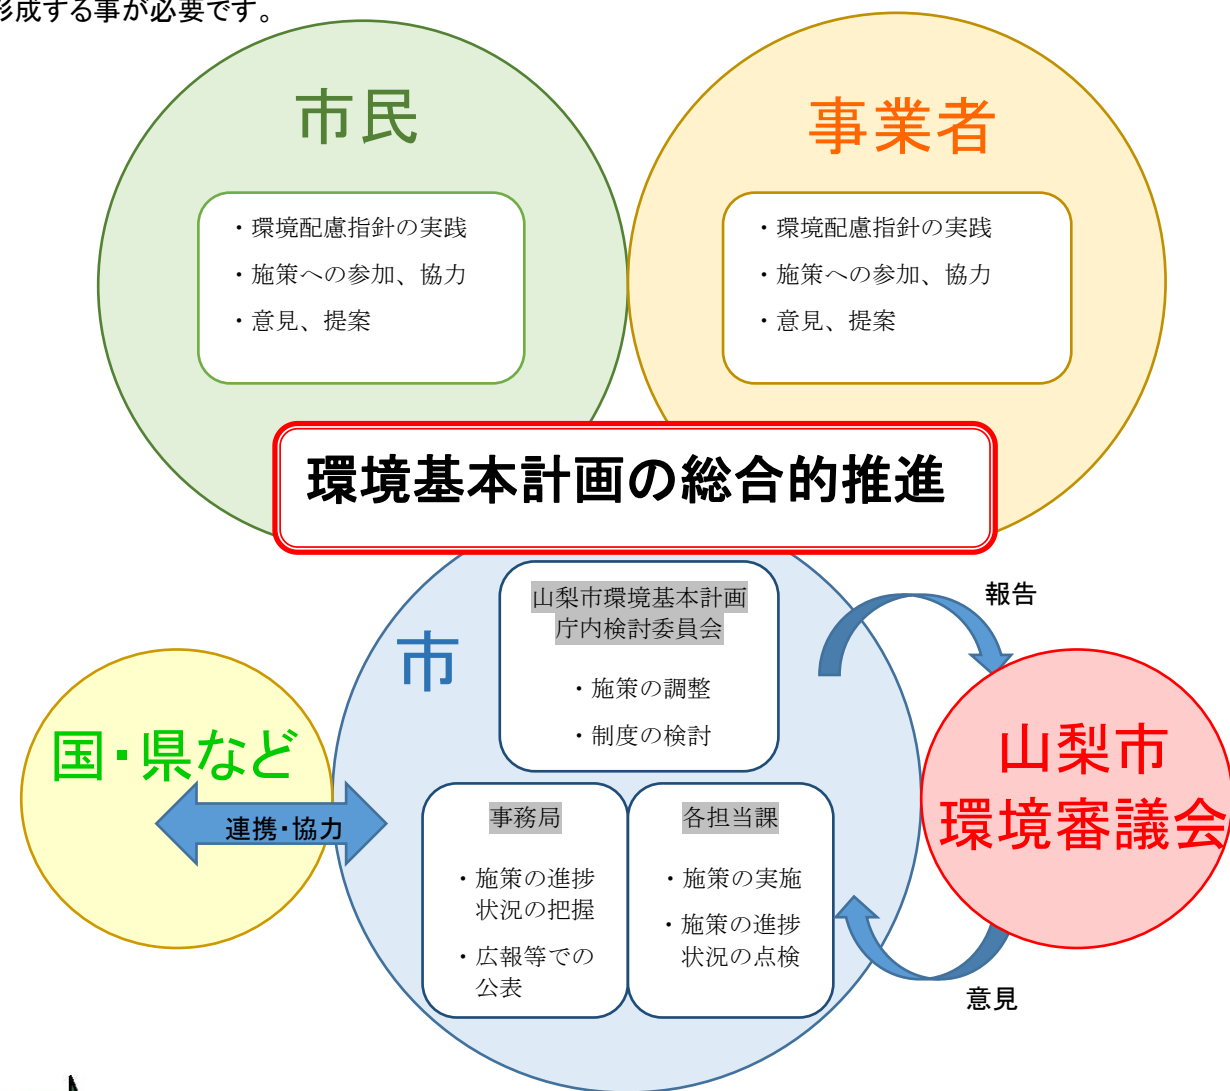 形成する事が必要です。
市民
・環境配慮指針の実践
・施策への参加、協力
・意見、提案
事業者
・環境配慮指針の実践
・施策への参加、協力
・意見、提案
環境基本計画の総合的推進
市
山梨市環境基本計画
庁内検討委員会
・施策の調整
・制度の検討
事務局
・施策の進捗
状況の把握
・広報等での
公表
各担当課
・施策の実施
・施策の進捗
状況の点検
国・県など
連携・協力
報告
山梨市
環境審議会
意見